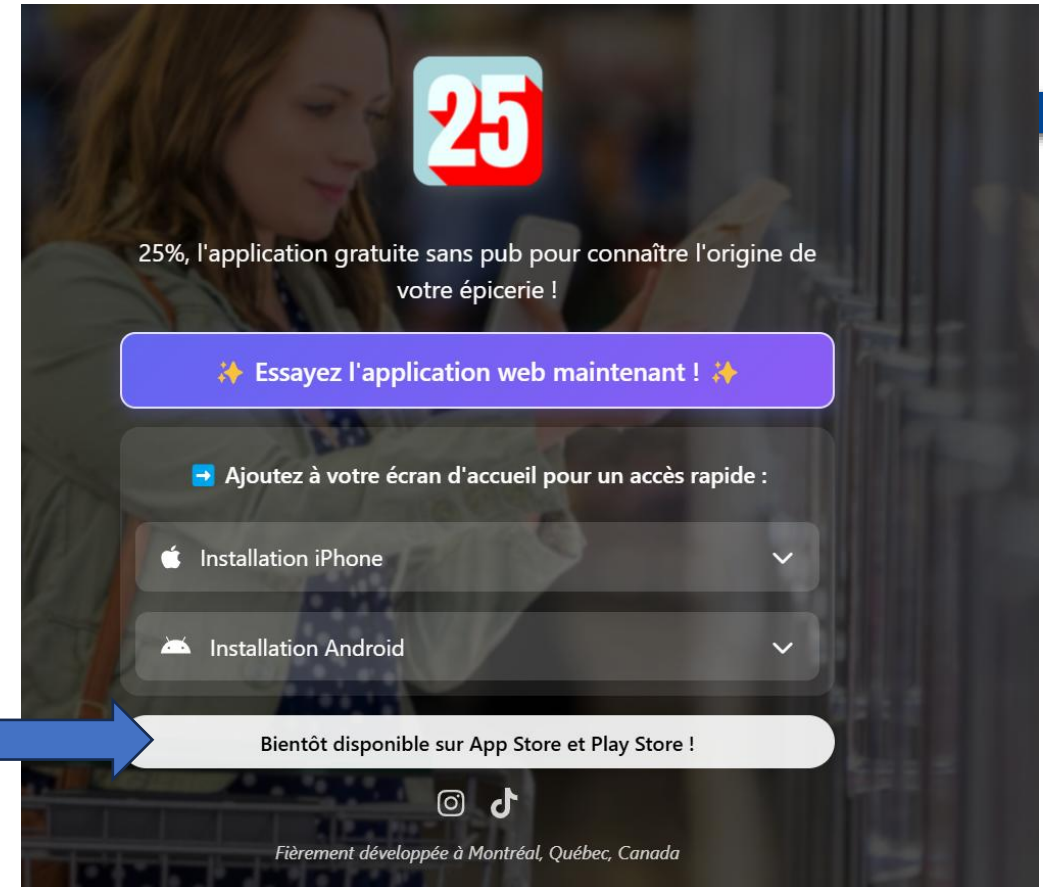 25
25%, l'application gratuite sans pub pour connaître l'origine de
votre épicerie !
✨ Essayez l'application web maintenant ! ✨
➡️ Ajoutez à votre écran d'accueil pour un accès rapide :
Installation iPhone
Installation Android
Bientôt disponible sur App Store et Play Store !
Fièrement développée à Montréal, Québec, Canada